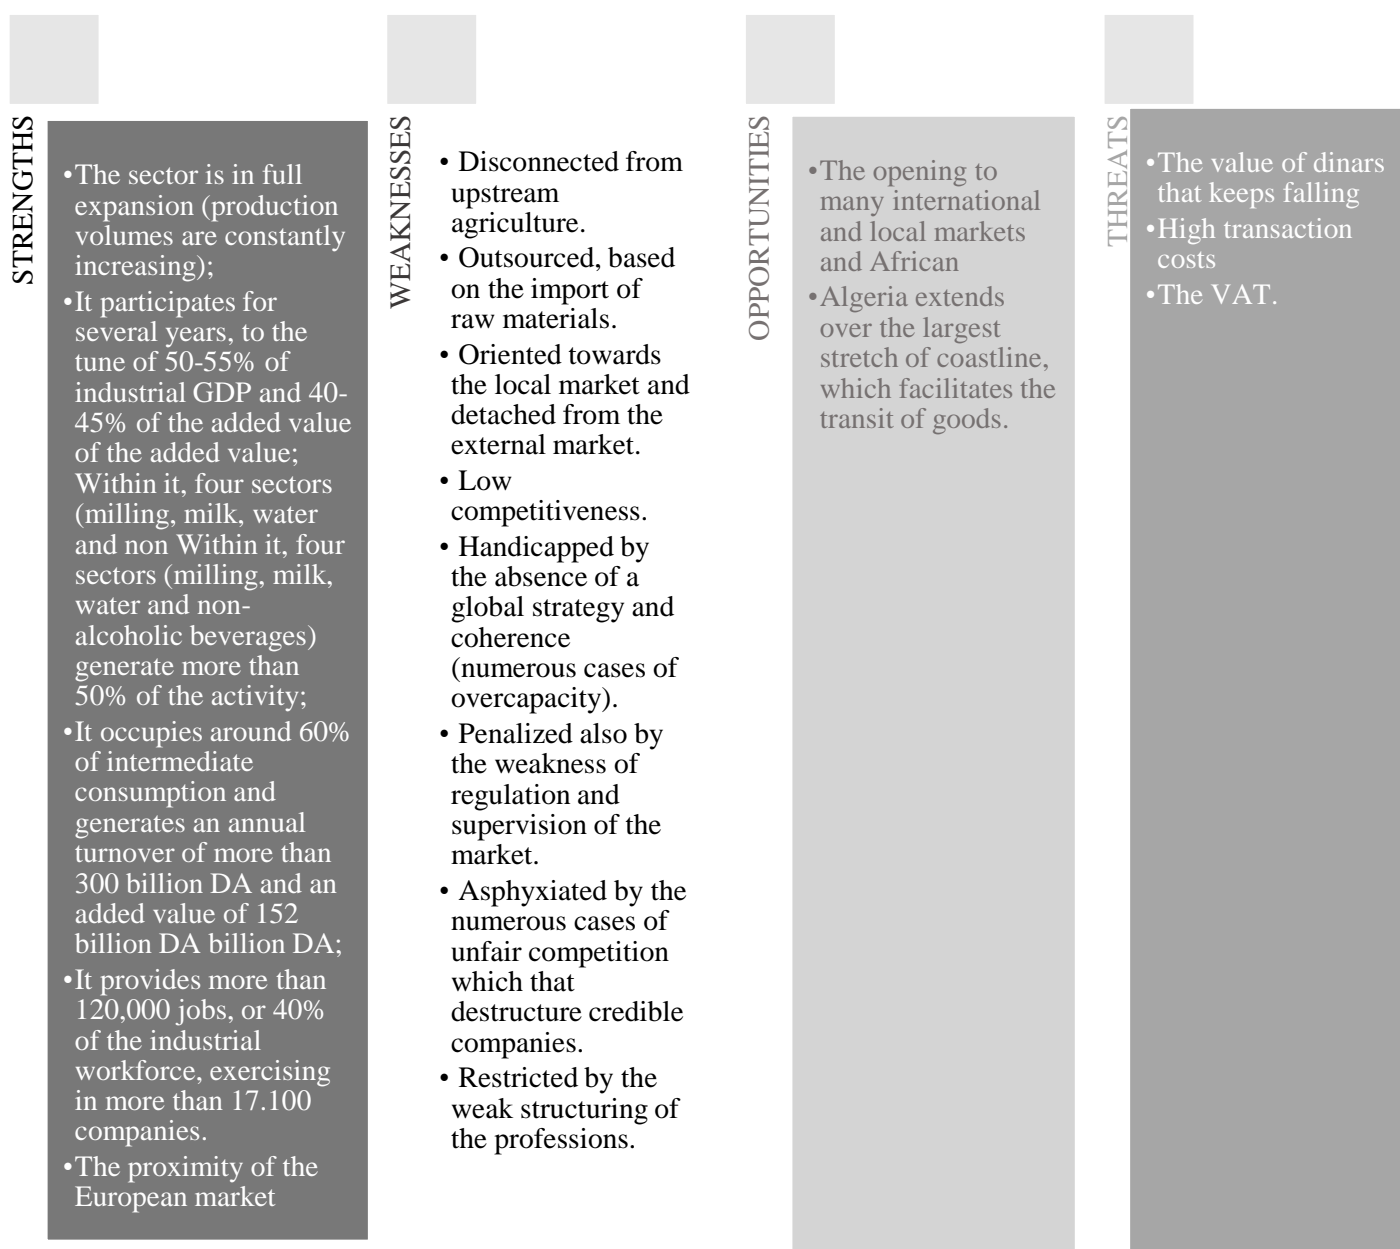 STRENGTHS
•The sector is in full
expansion (production
volumes are constantly
increasing);
•It participates for
several years, to the
tune of 50-55% of
industrial GDP and 40-
45% of the added value
of the added value;
Within it, four sectors
(milling, milk, water
and non Within it, four
sectors (milling, milk,
water and non-
alcoholic beverages)
generate more than
50% of the activity;
•It occupies around 60%
of intermediate
consumption and
generates an annual
turnover of more than
300 billion DA and an
added value of 152
billion DA billion DA;
•It provides more than
120,000 jobs, or 40%
of the industrial
workforce, exercising
in more than 17.100
companies.
•The proximity of the
European market
WEAKNESSES
• Disconnected from
upstream
agriculture.
• Outsourced, based
on the import of
raw materials.
• Oriented towards
the local market and
detached from the
external market.
• Low
competitiveness.
• Handicapped by
the absence of a
global strategy and
coherence
(numerous cases of
overcapacity).
• Penalized also by
the weakness of
regulation and
supervision of the
market.
• Asphyxiated by the
numerous cases of
unfair competition
which that
destructure credible
companies.
• Restricted by the
weak structuring of
the professions.
OPPORTUNITIES
•The opening to
many international
and local markets
and African
•Algeria extends
over the largest
stretch of coastline,
which facilitates the
transit of goods.
THREATS
•The value of dinars
that keeps falling
•High transaction
costs
•The VAT.